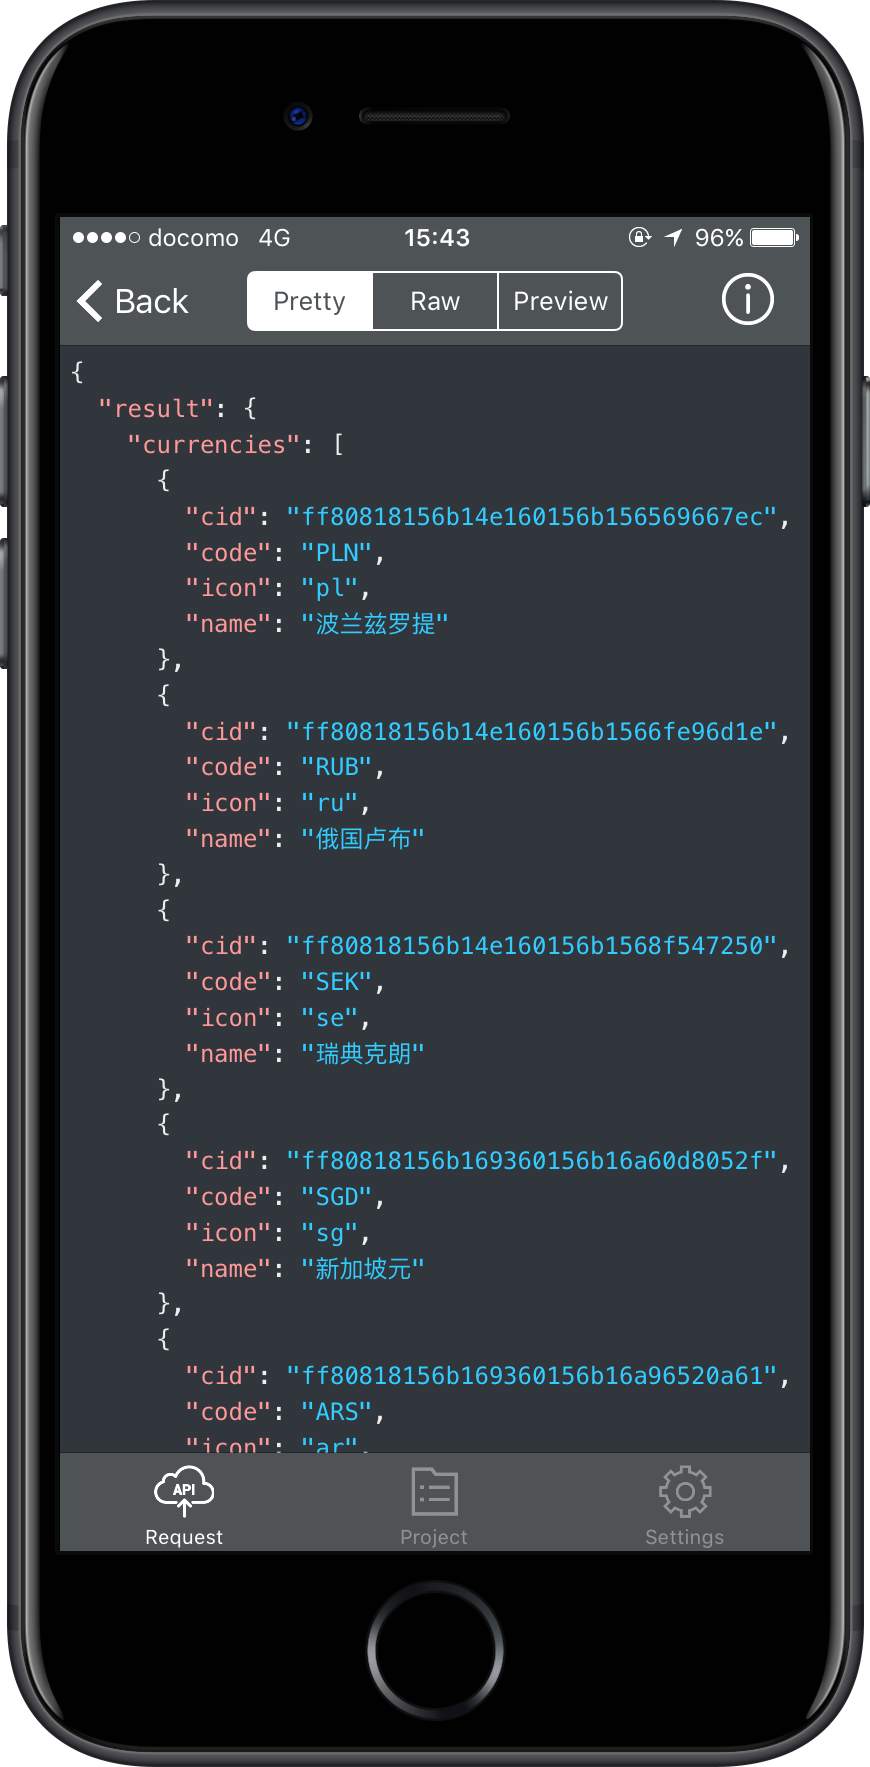 docomo 4G 15:43 96%
Back Pretty Raw Preview
{
"result": {
"currencies": [
{
"cid": "ff80818156b14e160156b156569667ec",
"code": "PLN",
"icon": "pl",
"name": "波兰兹罗提"
},
{
"cid": "ff80818156b14e160156b1566fe96d1e",
"code": "RUB",
"icon": "ru",
"name": "俄国卢布"
},
{
"cid": "ff80818156b14e160156b1568f547250",
"code": "SEK",
"icon": "se",
"name": "瑞典克朗"
},
{
"cid": "ff80818156b169360156b16a60d8052f",
"code": "SGD",
"icon": "sg",
"name": "新加坡元"
},
{
"cid": "ff80818156b169360156b16a96520a61",
"code": "ARS",
"icon": "ar",
API
Request Project Settings